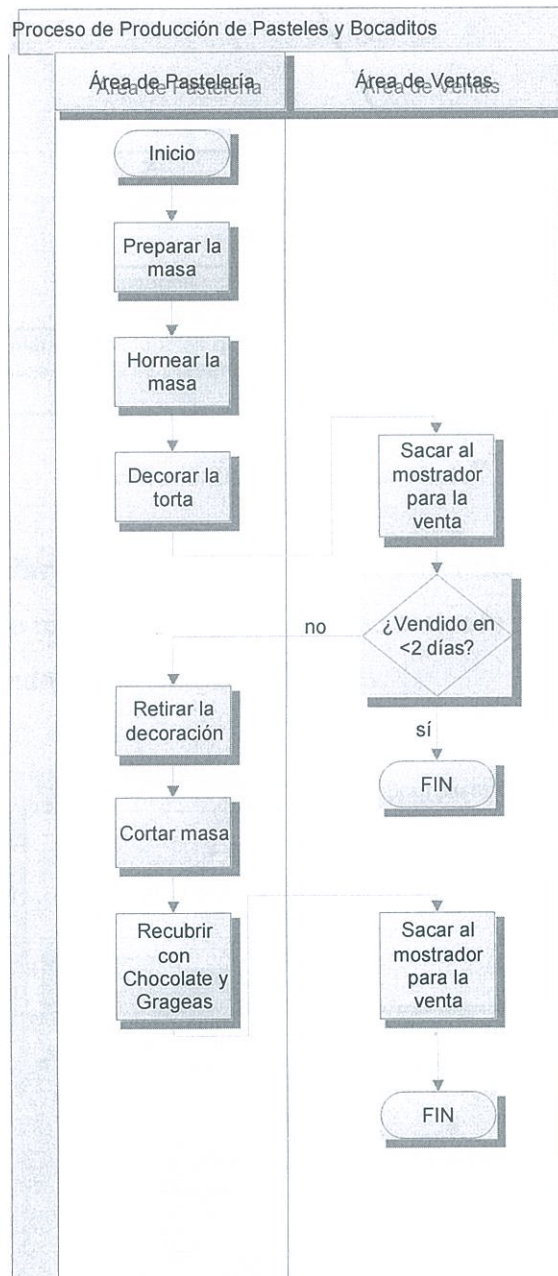 Proceso de Producción de Pasteles y Bocaditos
Área de Pastelería
Área de Ventas
Inicio
Preparar la
masa
Hornear la
masa
Decorar la
torta
Sacar al
mostrador
para la
venta
¿Vendido en
<2 días?
no
sí
Retirar la
decoración
FIN
Cortar masa
Recubrir
con
Chocolate y
Grageas
Sacar al
mostrador
para la
venta
FIN